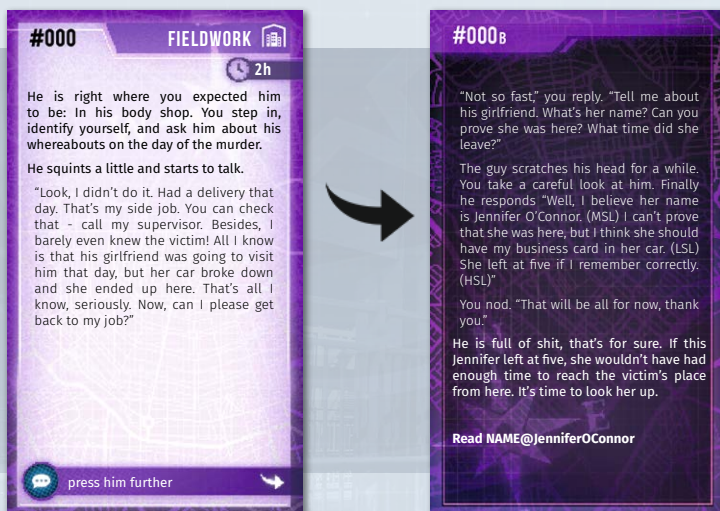 #000
FIELDWORK
2h
He is right where you expected him
to be: In his body shop. You step in,
identify yourself, and ask him about his
whereabouts on the day of the murder.
He squints a little and starts to talk.
“Look, I didn’t do it. Had a delivery that
day. That’s my side job. You can check
that - call my supervisor. Besides, I
barely even knew the victim! All I know
is that his girlfriend was going to visit
him that day, but her car broke down
and she ended up here. That’s all I
know, seriously. Now, can I please get
back to my job?”
press him further
#000B
“Not so fast,” you reply. “Tell me about
his girlfriend. What’s her name? Can you
prove she was here? What time did she
leave?”
The guy scratches his head for a while.
You take a careful look at him. Finally
he responds “Well, I believe her name
is Jennifer O’Connor. (MSL) I can’t prove
that she was here, but I think she should
have my business card in her car. (LSL)
She left at five if I remember correctly.
(HSL)”
You nod. “That will be all for now, thank
you.”
He is full of shit, that’s for sure. If this
Jennifer left at five, she wouldn’t have had
enough time to reach the victim’s place
from here. It’s time to look her up.
Read NAME@JenniferOConnor